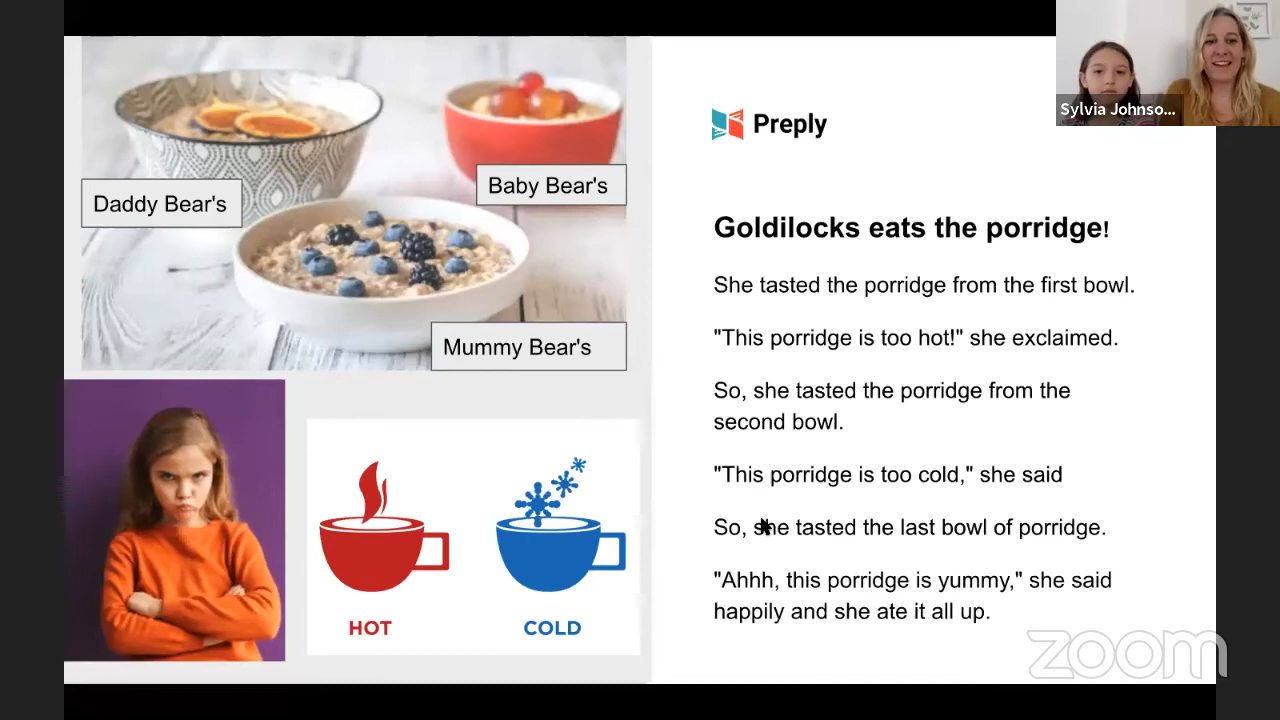 Sylvia Johnso...
Preply
Baby Bear's
Daddy Bear's
Mummy Bear's
Goldilocks eats the porridge!
She tasted the porridge from the first bowl.
"This porridge is too hot!" she exclaimed.
So, she tasted the porridge from the
second bowl.
"This porridge is too cold," she said
So, she tasted the last bowl of porridge.
"Ahhh, this porridge is yummy," she said
happily and she ate it all up.
HOT
COLD
zoom